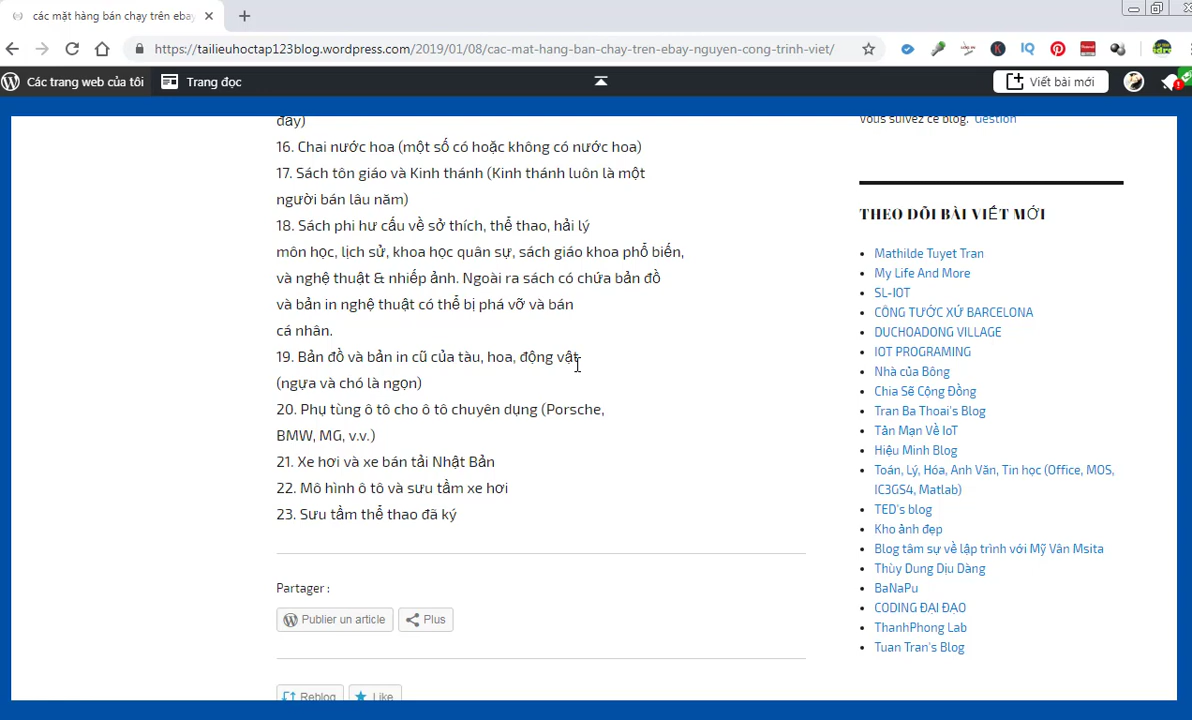 các mặt hàng bán chạy trên ebay
https://tailieuhoctap123blog.wordpress.com/2019/01/08/cac-mat-hang-ban-chay-tren-ebay-nguyen-cong-trinh-viet/
Các trang web của tôi
Trang đọc
Viết bài mới
đây)
16. Chai nước hoa (một số có hoặc không có nước hoa)
17. Sách tôn giáo và Kinh thánh (Kinh thánh luôn là một
người bán lâu năm)
18. Sách phi hư cấu về sở thích, thể thao, hải lý
môn học, lịch sử, khoa học quân sự, sách giáo khoa phổ biến,
và nghệ thuật & nhiếp ảnh. Ngoài ra sách có chứa bản đồ
và bản in nghệ thuật có thể bị phá vỡ và bán
cá nhân.
19. Bản đồ và bản in cũ của tàu, hoa, động vật
(ngựa và chó là ngọn)
20. Phụ tùng ô tô cho ô tô chuyên dụng (Porsche,
BMW, MG, v.v.)
21. Xe hơi và xe bán tải Nhật Bản
22. Mô hình ô tô và sưu tầm xe hơi
23. Sưu tầm thể thao đã ký
Partager :
Publier un article
Plus
Reblog
Like
Vous suivez ce blog. Gestion
THEO DÕI BÀI VIẾT MỚI
Mathilde Tuyet Tran
My Life And More
SL-IOT
CÔNG TƯỚC XỨ BARCELONA
DUCHOADONG VILLAGE
IOT PROGRAMING
Nhà của Bông
Chia Sẽ Cộng Đồng
Tran Ba Thoai's Blog
Tản Mạn Về IoT
Hiệu Minh Blog
Toán, Lý, Hóa, Anh Văn, Tin học (Office, MOS,
IC3GS4, Matlab)
TED's blog
Kho ảnh đẹp
Blog tâm sự về lập trình với Mỹ Vân Msita
Thùy Dung Dịu Dàng
BaNaPu
CODING ĐẠI ĐẠO
ThanhPhong Lab
Tuan Tran's Blog